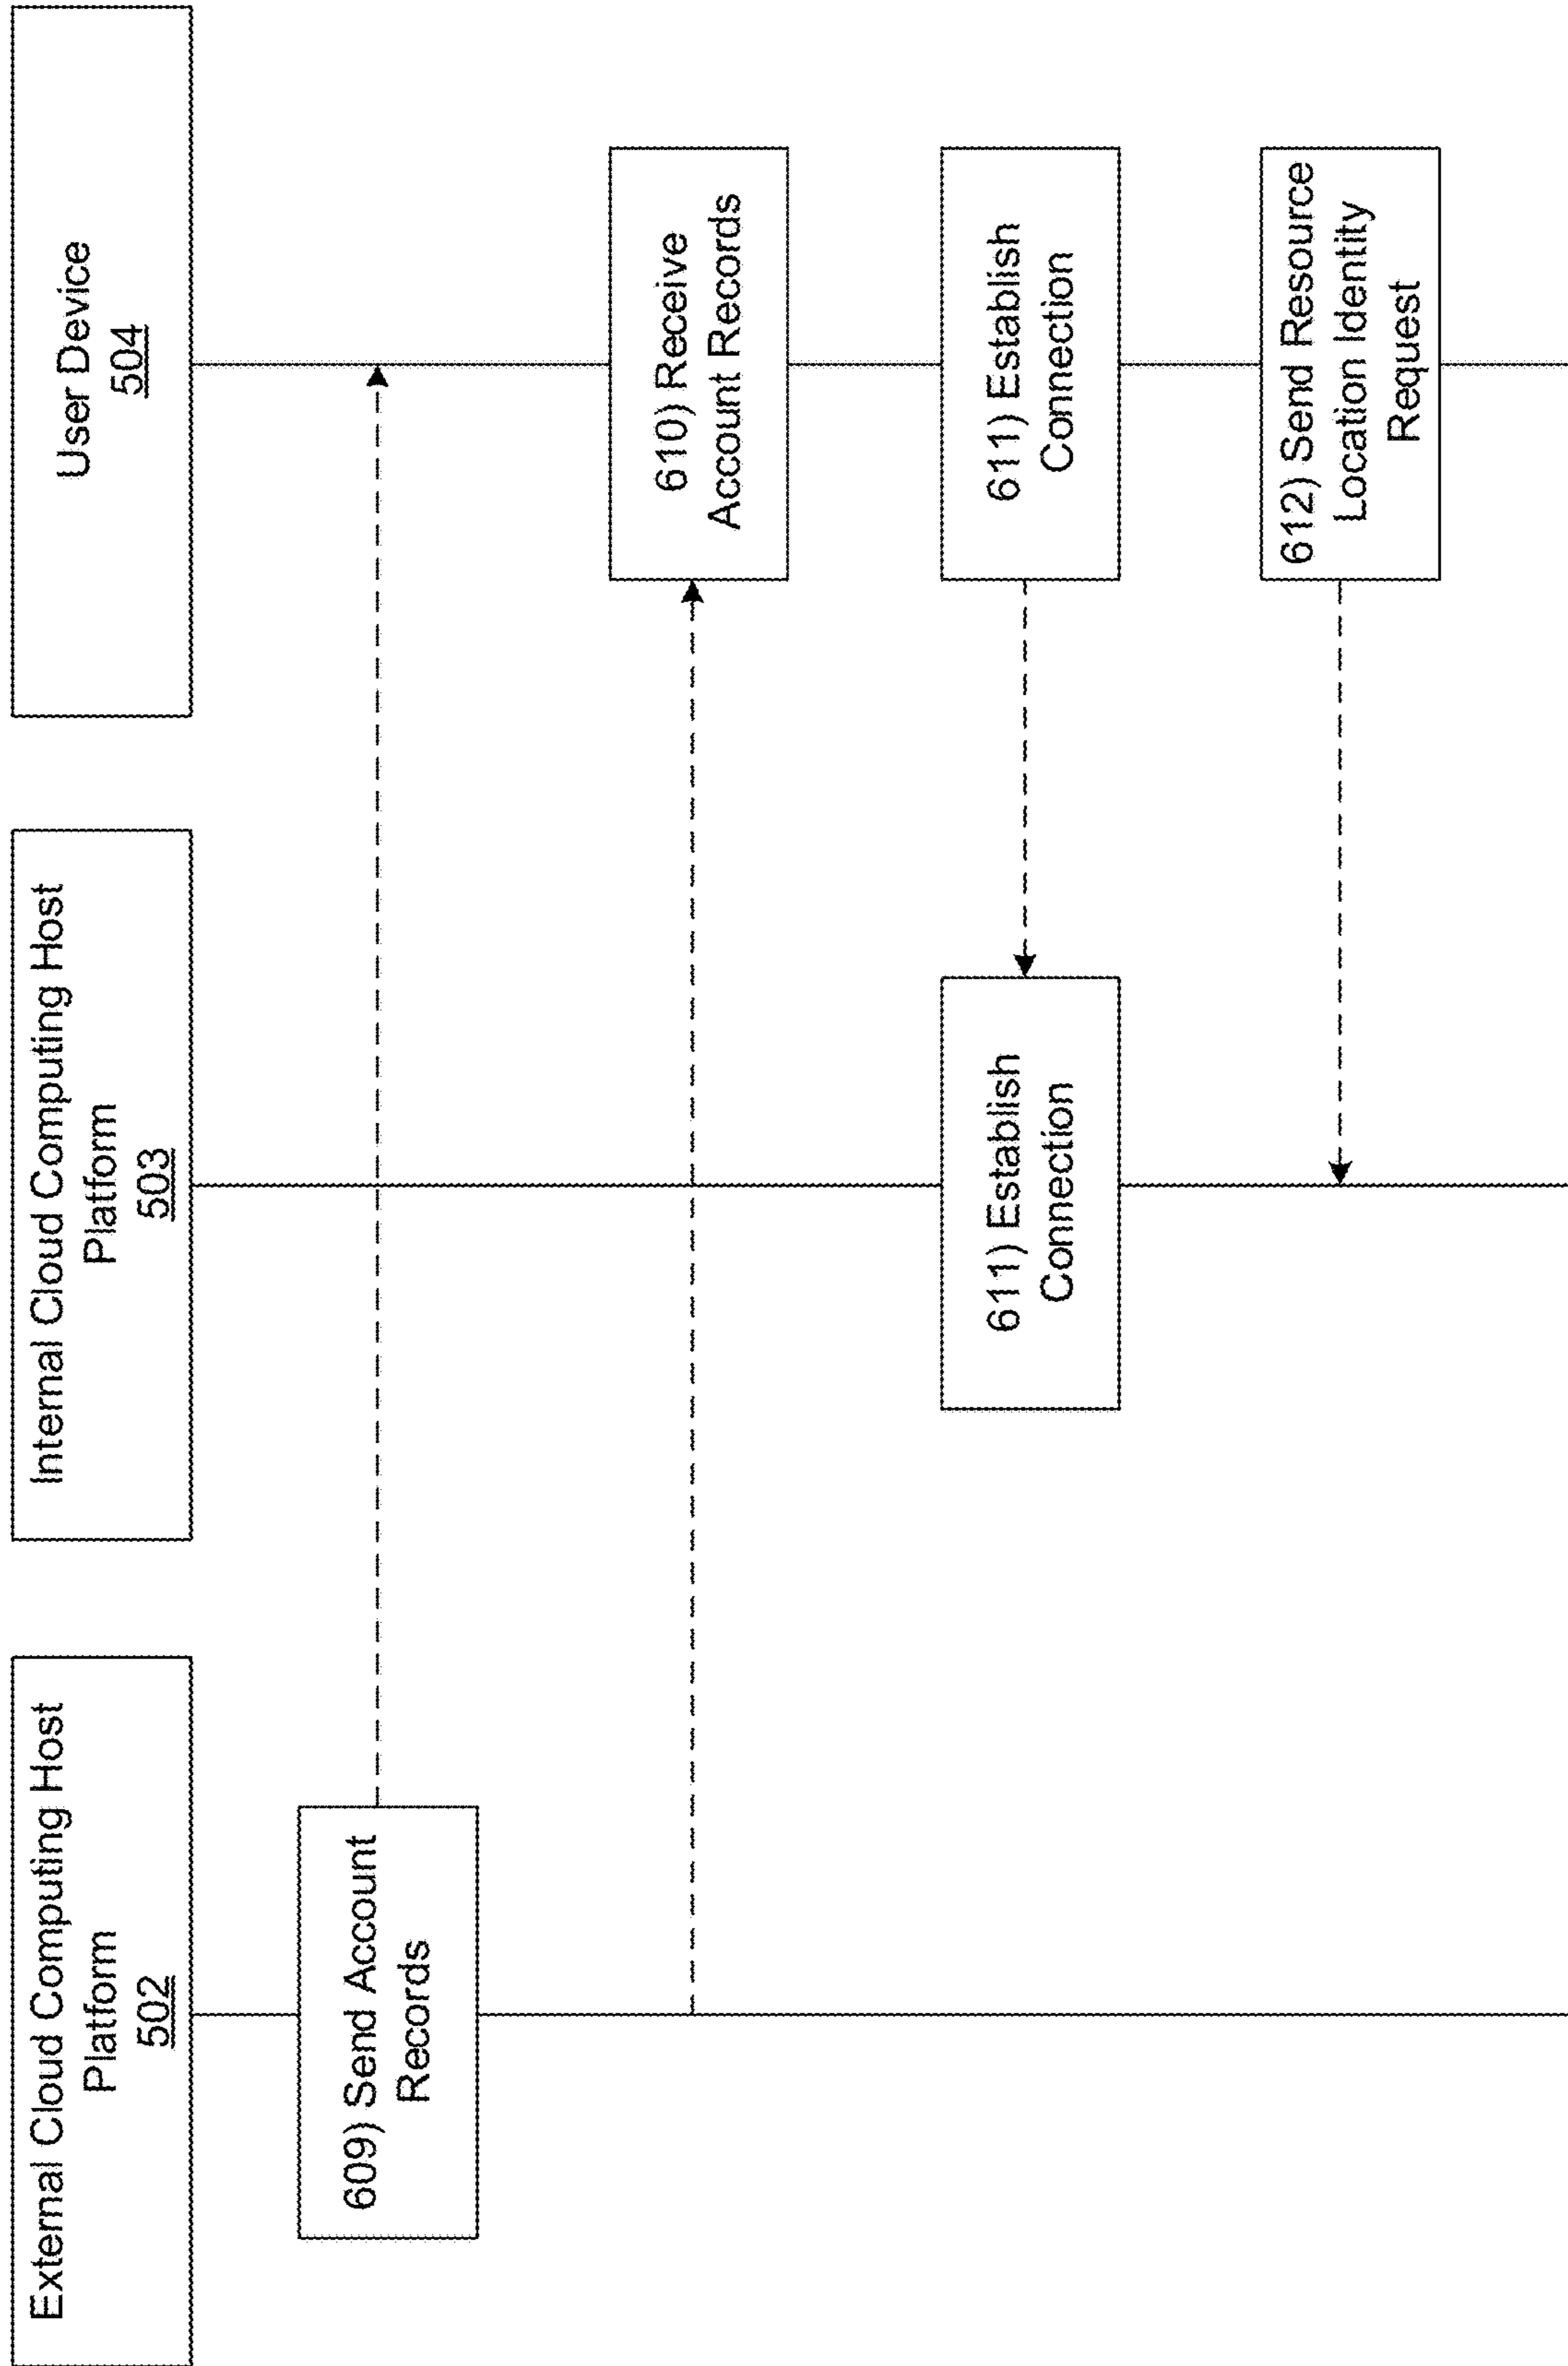 External Cloud Computing Host
Platform
502
Internal Cloud Computing Host
Platform
503
User Device
504
609) Send Account
Records
610) Receive
Account Records
611) Establish
Connection
611) Establish
Connection
612) Send Resource
Location Identity
Request